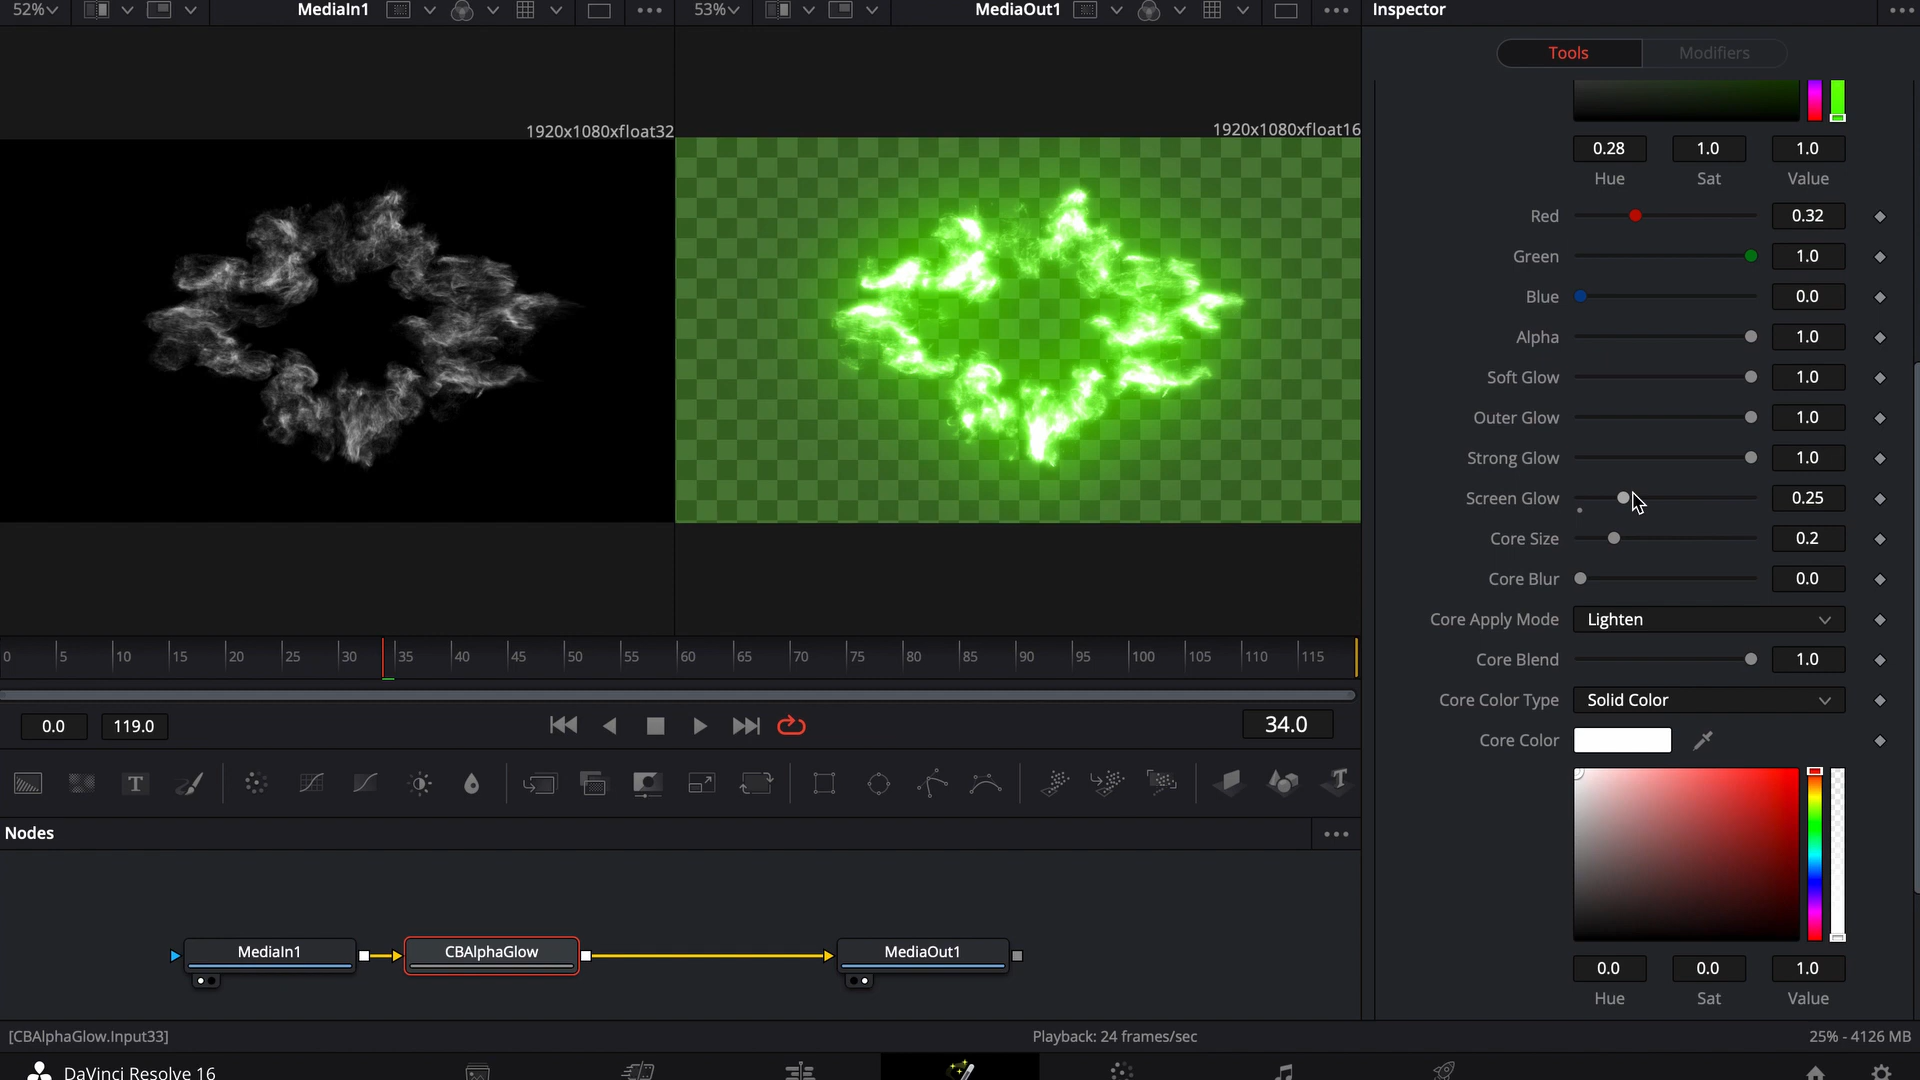 52%
MediaIn1
53%
MediaOut1
Inspector
Tools
Modifiers
1920x1080xfloat32
1920x1080xfloat16
0.28
1.0
1.0
Hue
Sat
Value
Red
0.32
Green
1.0
Blue
0.0
Alpha
1.0
Soft Glow
1.0
Outer Glow
1.0
Strong Glow
1.0
Screen Glow
0.25
Core Size
0.2
Core Blur
0.0
Core Apply Mode
Lighten
Core Blend
1.0
Core Color Type
Solid Color
Core Color
0.0
0.0
1.0
Hue
Sat
Value
0 5 10 15 20 25 30 35 40 45 50 55 60 65 70 75 80 85 90 95 100 105 110 115
0.0
119.0
34.0
T
T
Nodes
MediaIn1
CBAlphaGlow
MediaOut1
[CBAlphaGlow.Input33]
Playback: 24 frames/sec
25% - 4126 MB
DaVinci Resolve 16